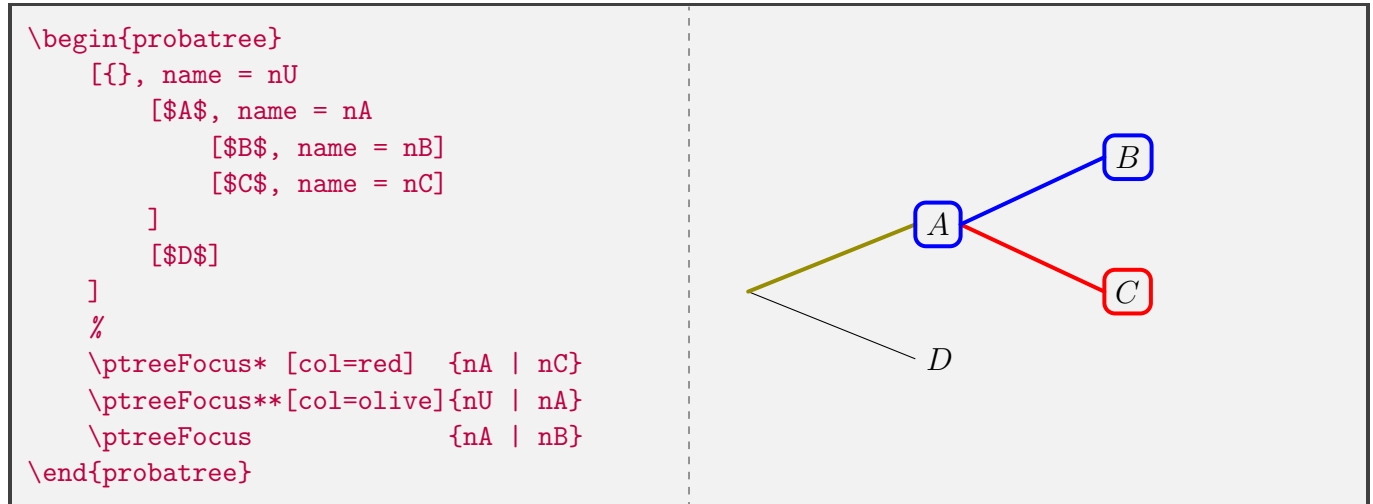 \begin{probatree}
    [{}, name = nU
        [$A$, name = nA
            [$B$, name = nB]
            [$C$, name = nC]
        ]
        [$D$]
    ]
    %
    \ptreeFocus* [col=red]  {nA | nC}
    \ptreeFocus**[col=olive]{nU | nA}
    \ptreeFocus             {nA | nB}
\end{probatree}
B
A
C
D